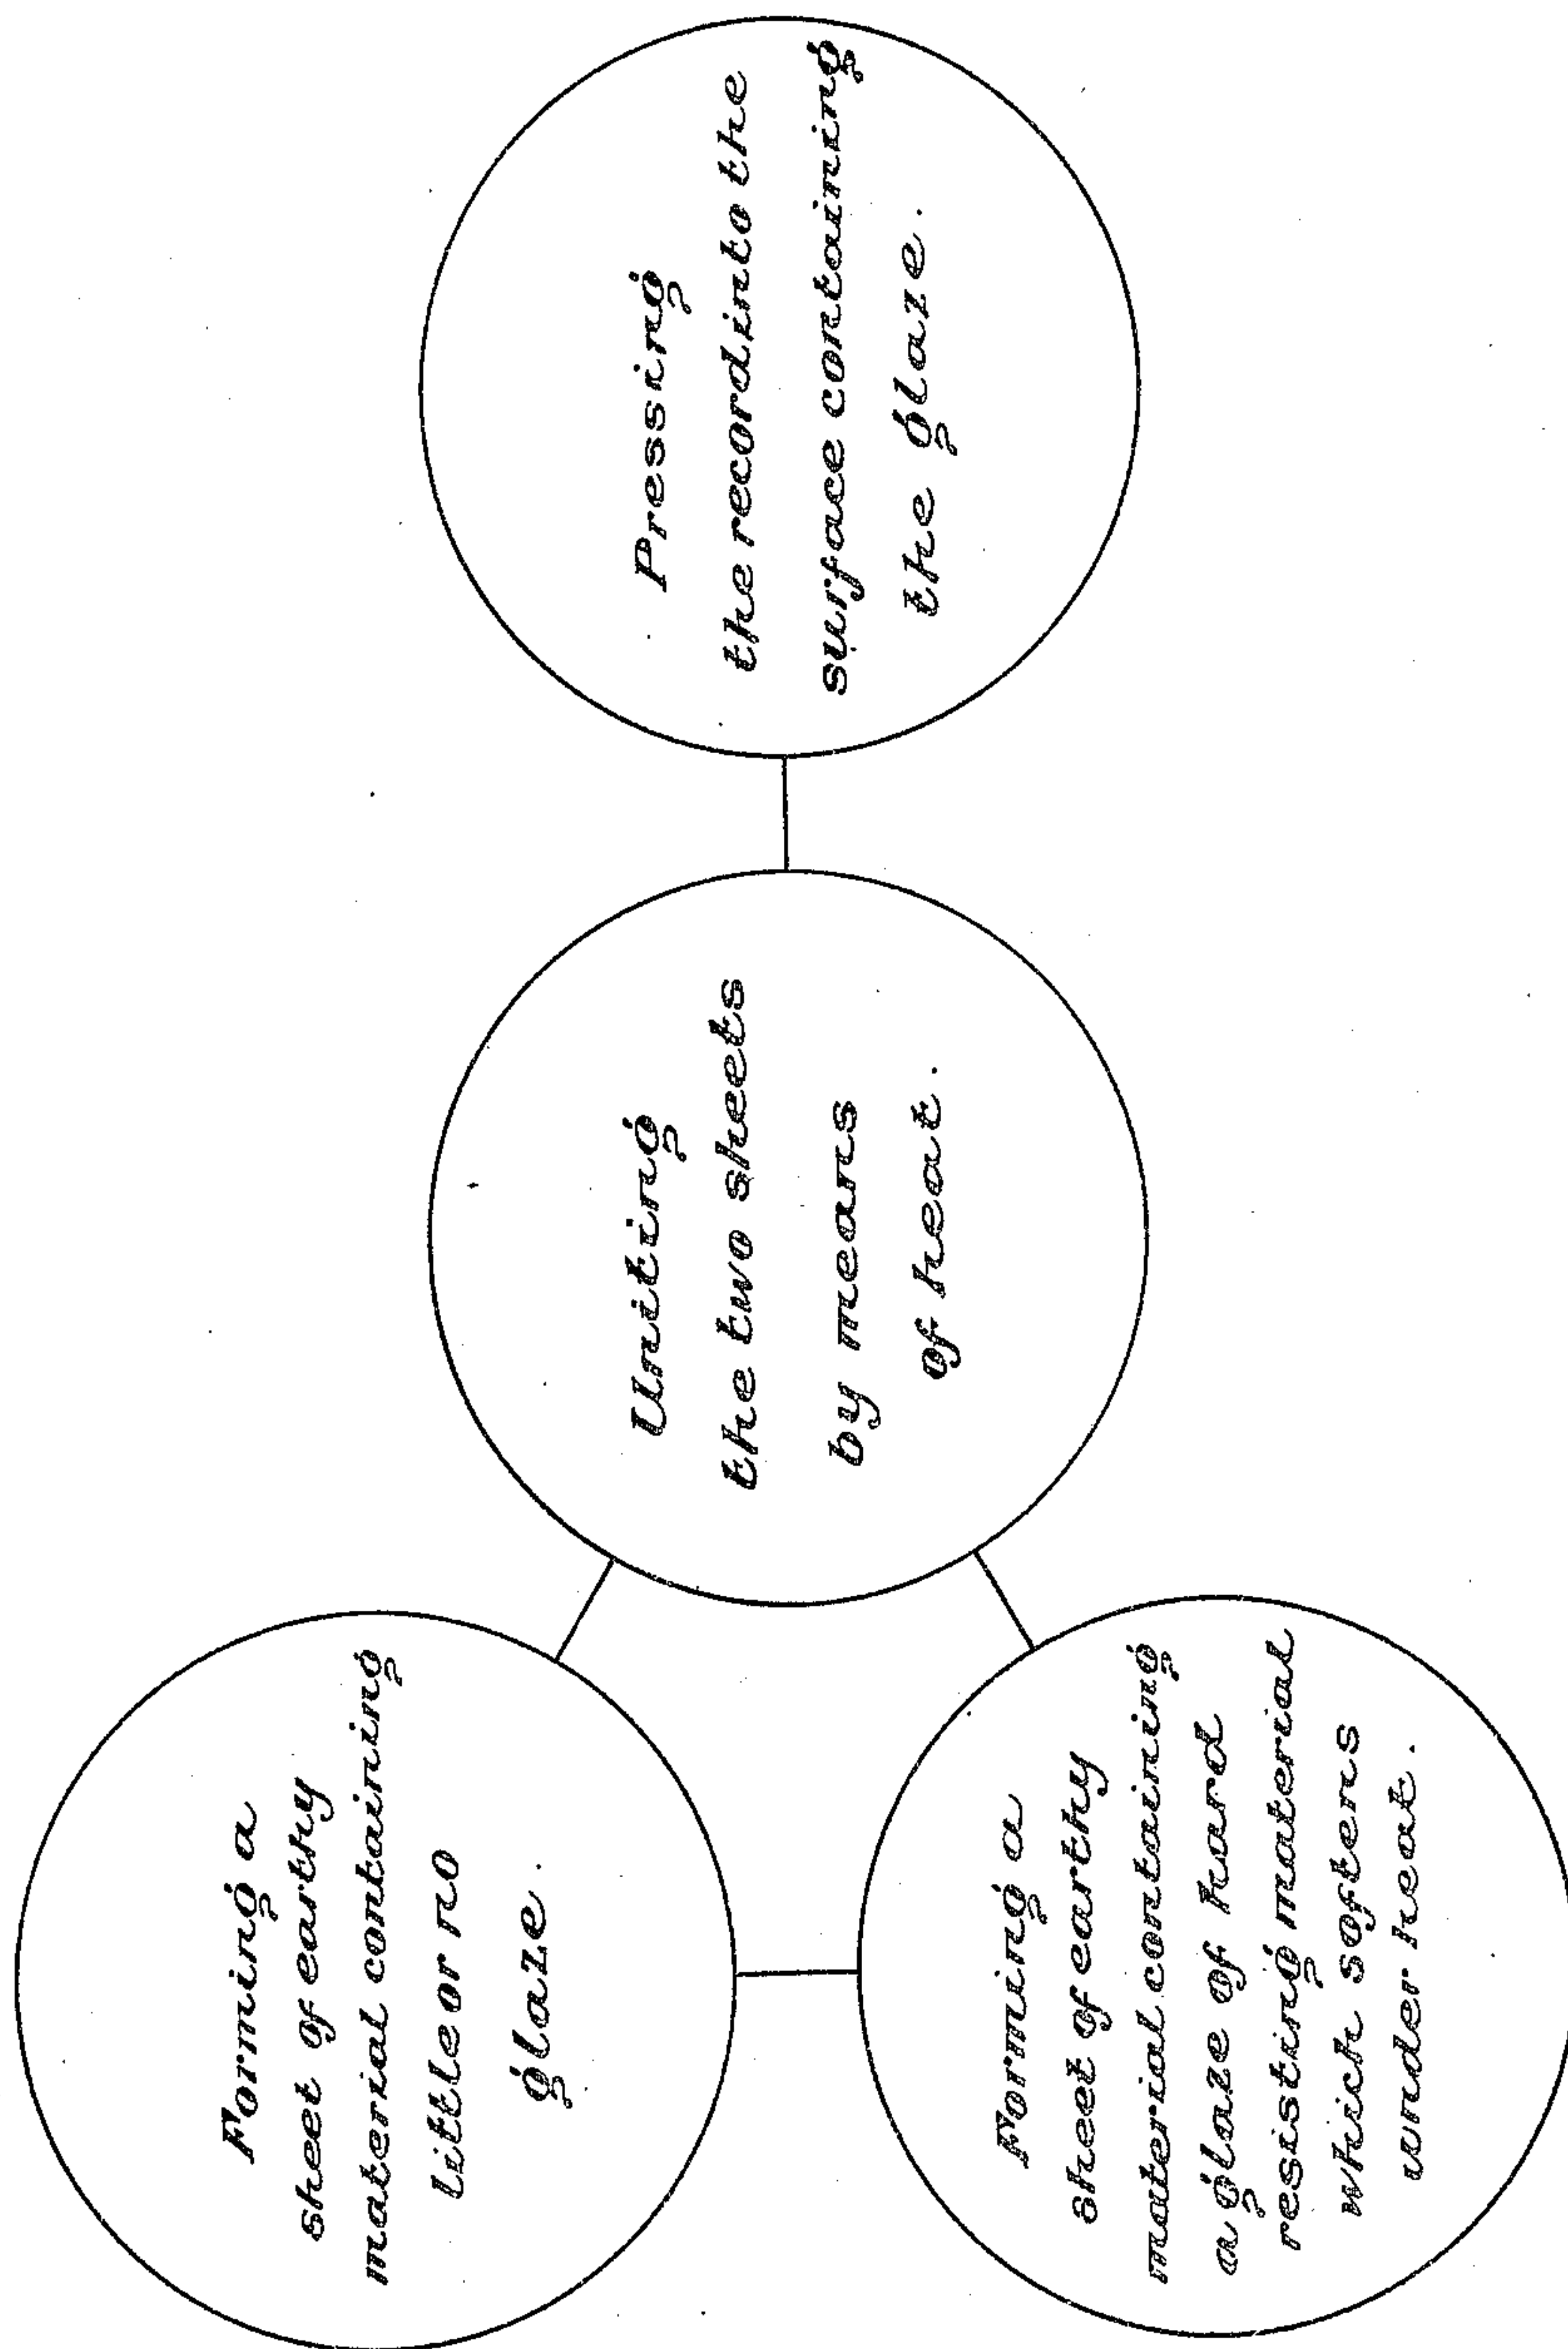 Forming a
sheet of earthy
material containing
little or no
glaze.
Forming a
sheet of earthy
material containing
a glaze of hard
resisting material
which softens
under heat.
Uniting
the two sheets
by means
of heat.
Pressing
the record into the
surface containing
the glaze.